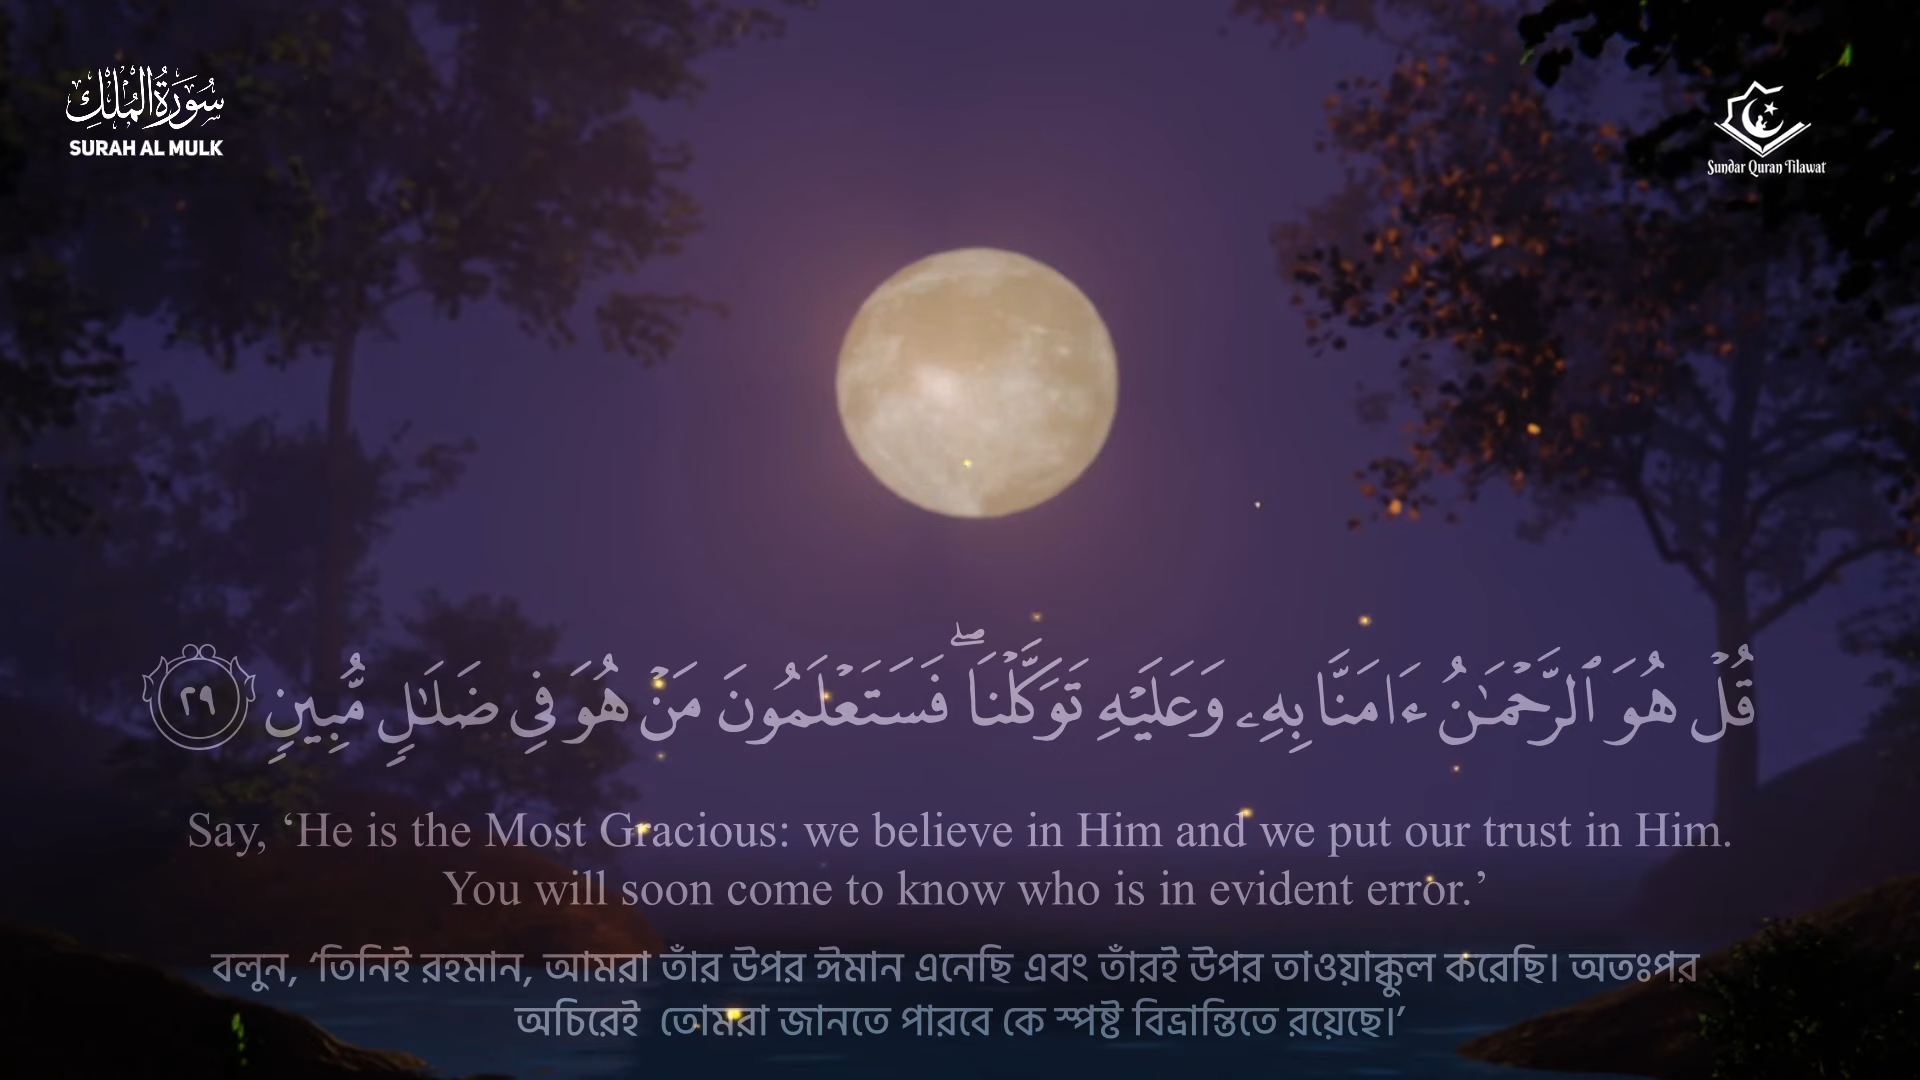 سُورَةُ الْمُلْكِ
SURAH AL MULK
Sundar Quran Tilawat
قُلْ هُوَ ٱلرَّحْمَـٰنُ ءَامَنَّا بِهِۦ وَعَلَيْهِ تَوَكَّلْنَا ۖ فَسَتَعْلَمُونَ مَنْ هُوَ فِى ضَلَـٰلٍ مُّبِينٍ ٢٩
Say, ‘He is the Most Gracious: we believe in Him and we put our trust in Him.
You will soon come to know who is in evident error.’
বলুন, ‘তিনিই রহমান, আমরা তাঁর উপর ঈমান এনেছি এবং তাঁরই উপর তাওয়াক্কুল করেছি। অতঃপর
অচিরেই তোমরা জানতে পারবে কে স্পষ্ট বিভ্রান্তিতে রয়েছে।’